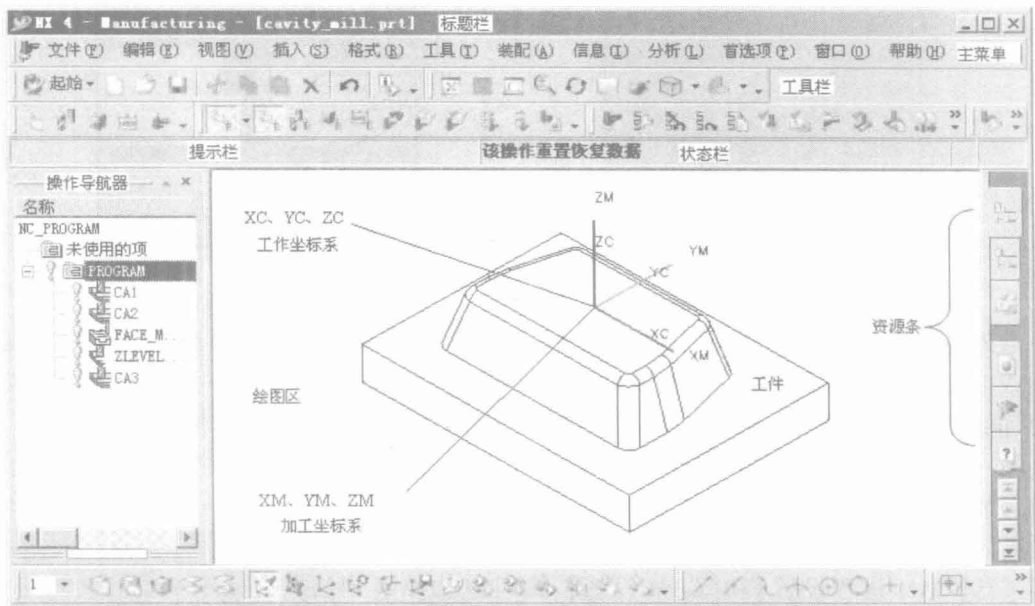 NX 4 - Manufacturing - [cavity_mill.prt] 标题栏
文件(F) 编辑(E) 视图(V) 插入(S) 格式(R) 工具(T) 装配(A) 信息(I) 分析(L) 首选项(P) 窗口(O) 帮助(H) 主菜单
起始 工具栏
提示栏 该操作重置恢复数据 状态栏
操作导航器
名称
NC_PROGRAM
未使用的项
PROGRAM
CA1
CA2
FACE_M...
ZLEVEL...
CA3
XC、YC、ZC
工作坐标系
ZM
ZC
YM
YC
XC
XM
工件
绘图区
XM、YM、ZM
加工坐标系
资源条
?
1